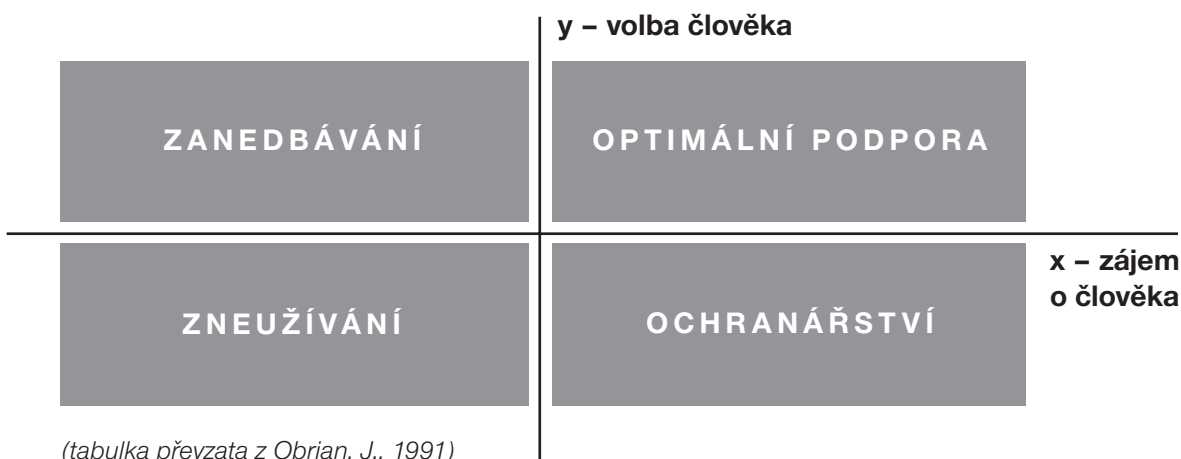 y – volba člověka
ZANEDBÁVÁNÍ
OPTIMÁLNÍ PODPORA
x – zájem
o člověka
ZNEUŽÍVÁNÍ
OCHRANÁŘSTVÍ
(tabulka převzata z Obrian, J., 1991)